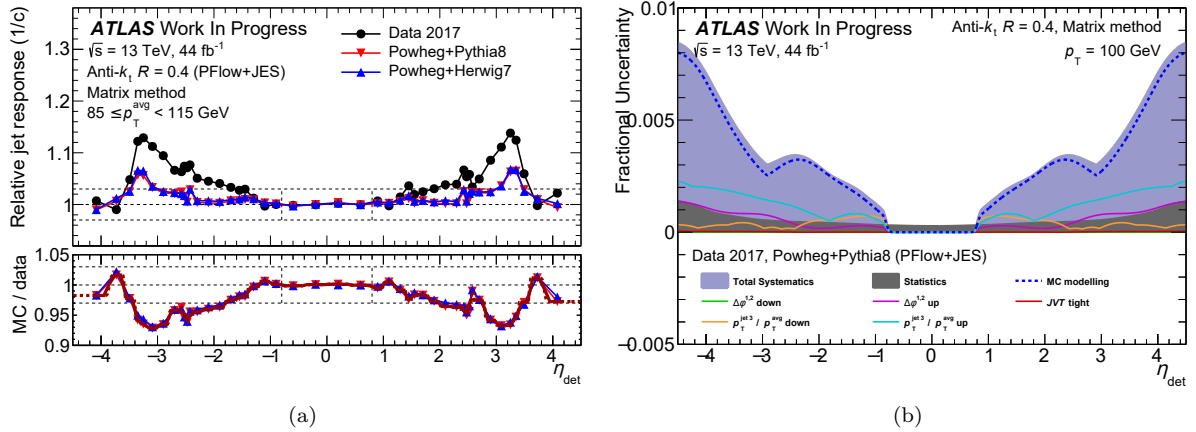 ATLAS Work In Progress
√s = 13 TeV, 44 fb⁻¹
Anti-kₜ R = 0.4 (PFlow+JES)
Matrix method
85 ≤ p_T^avg < 115 GeV
Data 2017
Powheg+Pythia8
Powheg+Herwig7
Relative jet response (1/c)
1.3
1.2
1.1
1
MC / data
1.05
1
0.95
0.9
−4 −3 −2 −1 0 1 2 3 4
η_det
(a)
ATLAS Work In Progress
√s = 13 TeV, 44 fb⁻¹
Anti-kₜ R = 0.4, Matrix method
p_T = 100 GeV
Fractional Uncertainty
0.01
0.005
0
−0.005
Data 2017, Powheg+Pythia8 (PFlow+JES)
Total Systematics
Statistics
MC modelling
Δφ^1,2 down
Δφ^1,2 up
JVT tight
p_T^jet 3 / p_T^avg down
p_T^jet 3 / p_T^avg up
−4 −3 −2 −1 0 1 2 3 4
η_det
(b)